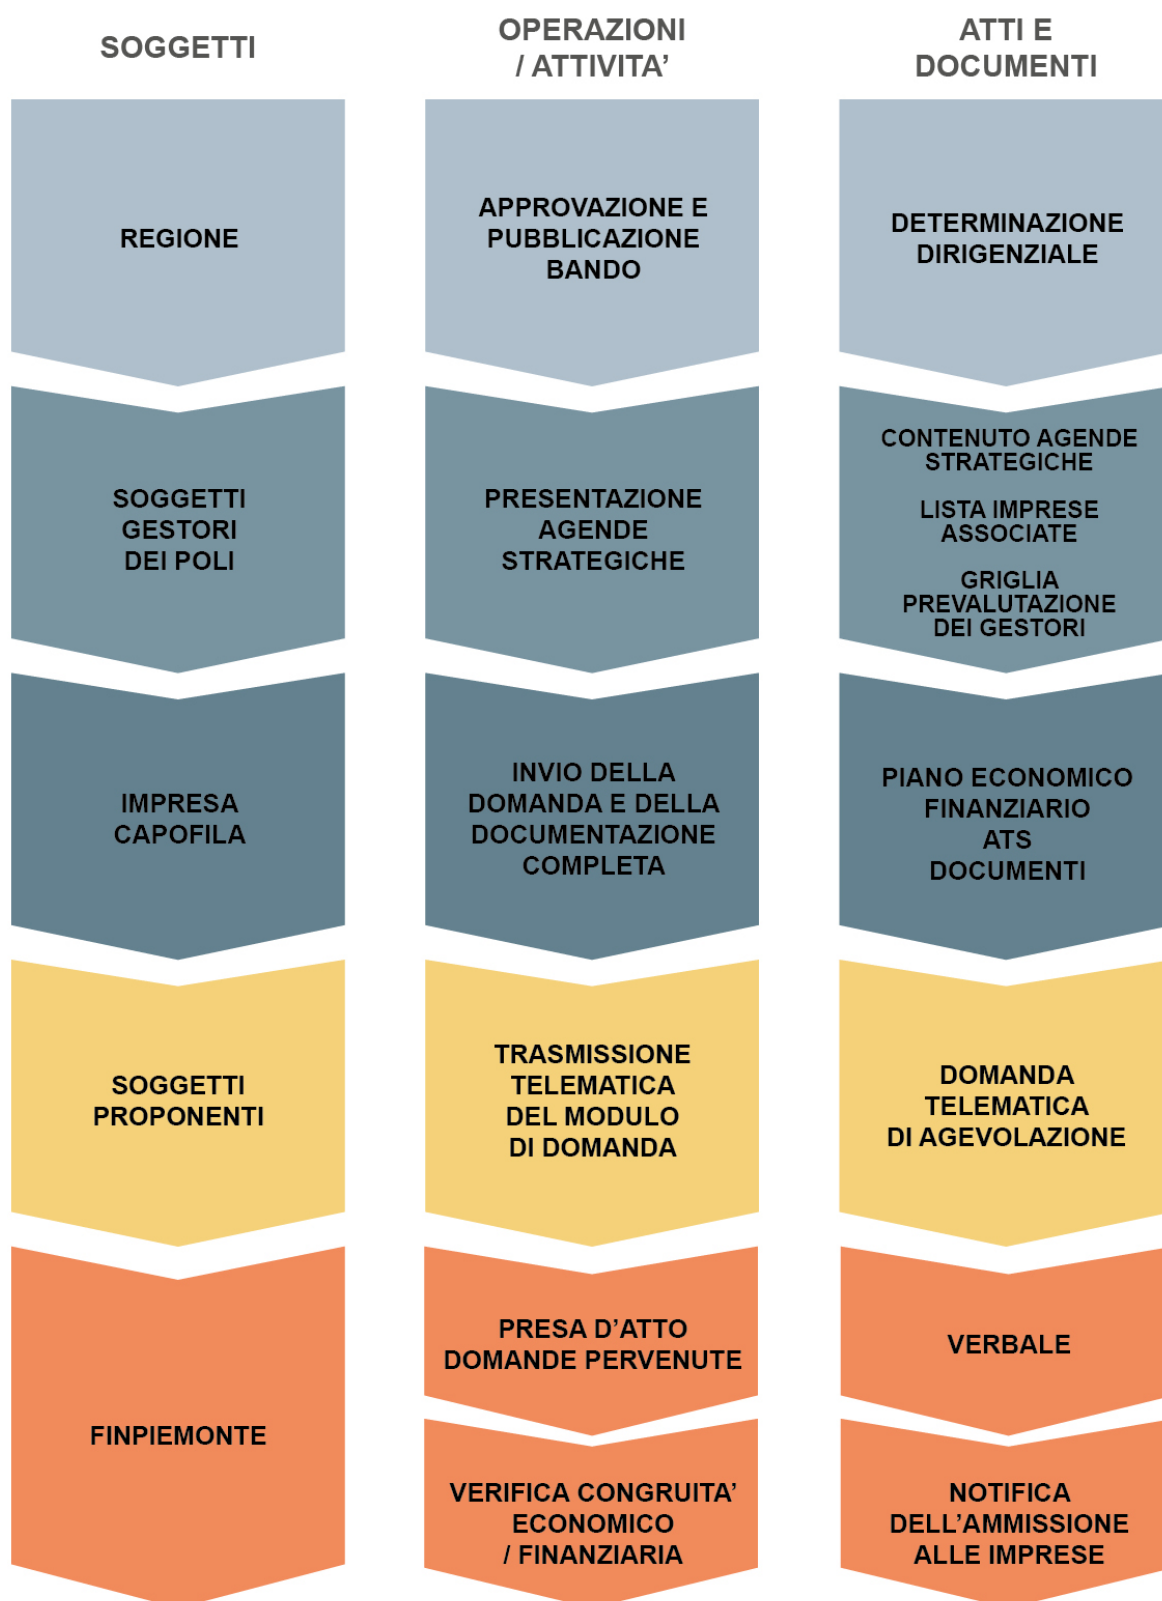 SOGGETTI
OPERAZIONI
/ ATTIVITA’
ATTI E
DOCUMENTI
REGIONE
APPROVAZIONE E
PUBBLICAZIONE
BANDO
DETERMINAZIONE
DIRIGENZIALE
SOGGETTI
GESTORI
DEI POLI
PRESENTAZIONE
AGENDE
STRATEGICHE
CONTENUTO AGENDE
STRATEGICHE
LISTA IMPRESE
ASSOCIATE
GRIGLIA
PREVALUTAZIONE
DEI GESTORI
IMPRESA
CAPOFILA
INVIO DELLA
DOMANDA E DELLA
DOCUMENTAZIONE
COMPLETA
PIANO ECONOMICO
FINANZIARIO
ATS
DOCUMENTI
SOGGETTI
PROPONENTI
TRASMISSIONE
TELEMATICA
DEL MODULO
DI DOMANDA
DOMANDA
TELEMATICA
DI AGEVOLAZIONE
FINPIEMONTE
PRESA D’ATTO
DOMANDE PERVENUTE
VERBALE
VERIFICA CONGRUITA’
ECONOMICO
/ FINANZIARIA
NOTIFICA
DELL’AMMISSIONE
ALLE IMPRESE